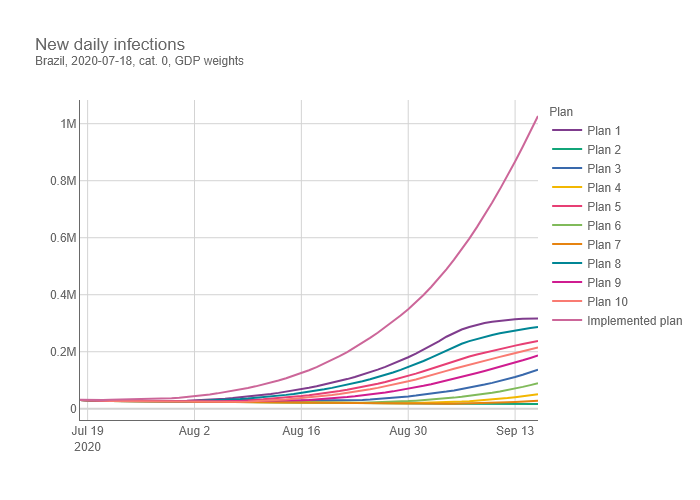 New daily infections
Brazil, 2020-07-18, cat. 0, GDP weights
1M
0.8M
0.6M
0.4M
0.2M
0
Jul 19
2020
Aug 2
Aug 16
Aug 30
Sep 13
Plan
Plan 1
Plan 2
Plan 3
Plan 4
Plan 5
Plan 6
Plan 7
Plan 8
Plan 9
Plan 10
Implemented plan